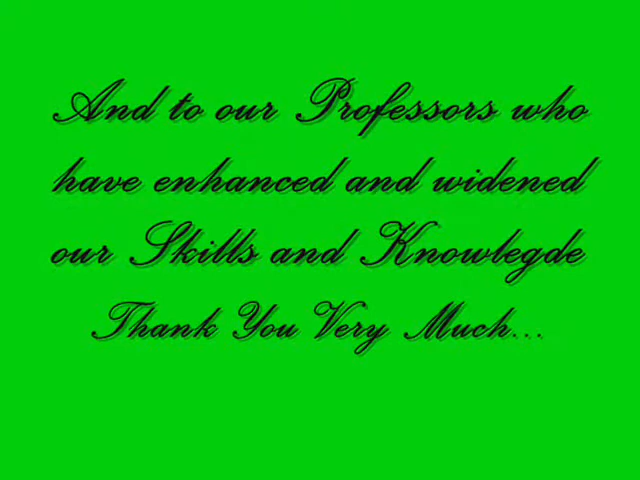 And to our Professors who
have enhanced and widened
our Skills and Knowlegde
Thank You Very Much...